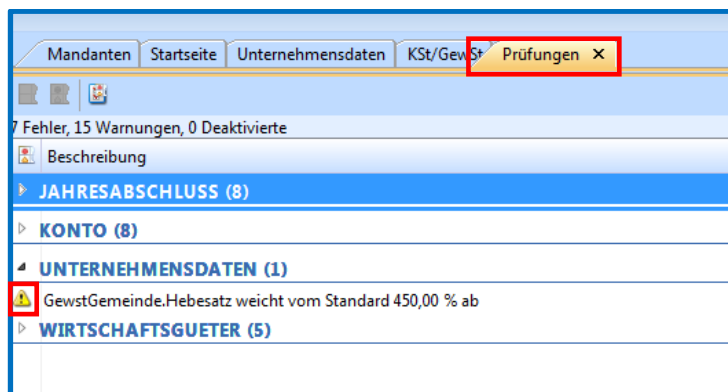 Mandanten Startseite Unternehmensdaten KSt/GewSt Prüfungen
7 Fehler, 15 Warnungen, 0 Deaktivierte
Beschreibung
JAHRESABSCHLUSS (8)
KONTO (8)
UNTERNEHMENSDATEN (1)
GewstGemeinde.Hebesatz weicht vom Standard 450,00 % ab
WIRTSCHAFTSGUETER (5)